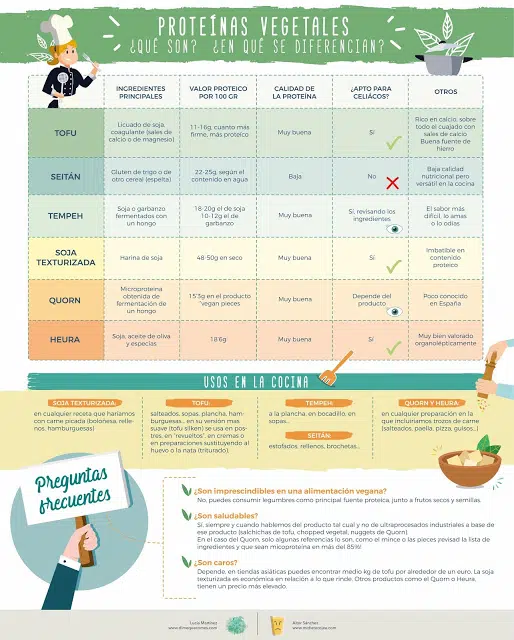 PROTEÍNAS VEGETALES
¿QUÉ SON? ¿EN QUÉ SE DIFERENCIAN?
INGREDIENTES
PRINCIPALES
VALOR PROTEICO
POR 100 GR
CALIDAD DE
LA PROTEÍNA
¿APTO PARA
CELIÁCOS?
OTROS
TOFU
Licuado de soja,
coagulante (sales de
calcio o de magnesio)
11-16g, cuanto más
firme, más proteico
Muy buena
Sí
Rico en calcio, sobre
todo el cuajado con
sales de calcio
Buena fuente de
hierro
SEITÁN
Gluten de trigo o de
otro cereal (espelta)
22-25g, según el
contenido en agua
Baja
No
Baja calidad
nutricional pero
versátil en la cocina
TEMPEH
Soja o garbanzo
fermentados con
un hongo
18-20g el de soja
10-12g el de
garbanzo
Muy buena
Sí, revisando los
ingredientes
El sabor más
difícil, lo amas
o lo odias
SOJA
TEXTURIZADA
Harina de soja
48-50g en seco
Muy buena
Sí
Imbatible en
contenido
proteico
QUORN
Microproteína
obtenida de
fermentación de
un hongo
15'3g en el producto
"vegan pieces
Muy buena
Depende del
producto
Poco conocido
en España
HEURA
Soja, aceite de oliva
y especias
18'6g
Muy buena
Sí
Muy bien valorado
organolépticamente
USOS EN LA COCINA
SOJA TEXTURIZADA:
en cualquier receta que haríamos
con carne picada (boloñesa, relle-
nos, hamburguesas)
TOFU:
salteados, sopas, plancha, ham-
burguesas... en su versión más
suave (tofu silken) se usa en pos-
tres, en "revueltos", en cremas o
en preparaciones sustituyendo al
huevo o la nata (triturado).
TEMPEH:
a la plancha, en bocadillo, en
sopas...
SEITÁN:
estofados, rellenos, brochetas...
QUORN Y HEURA:
en cualquier preparación en la
que incluiríamos trozos de carne
(salteados, paella, pizza, guisos...)
Preguntas
frecuentes
¿Son imprescindibles en una alimentación vegana?
No, puedes consumir legumbres como principal fuente proteica, junto a frutos secos y semillas.
¿Son saludables?
Sí, siempre y cuando hablemos del producto tal cual y no de ultraprocesados industriales a base de
ese producto (salchichas de tofu, chopped vegetal, nuggets de Quorn)
En el caso del Quorn, solo algunas referencias lo son, como el mince o las pieces (revisad la lista de
ingredientes y que sean micoproteína en más del 85%)!
¿Son caros?
Depende, en tiendas asiáticas puedes encontrar medio kg de tofu por alrededor de un euro. La soja
texturizada es económica en relación a lo que rinde. Otros productos como el Quorn o Heura,
tienen un precio más elevado.
Lucía Martínez
www.dimequecomes.com
Aitor Sánchez
www.midietacojea.com